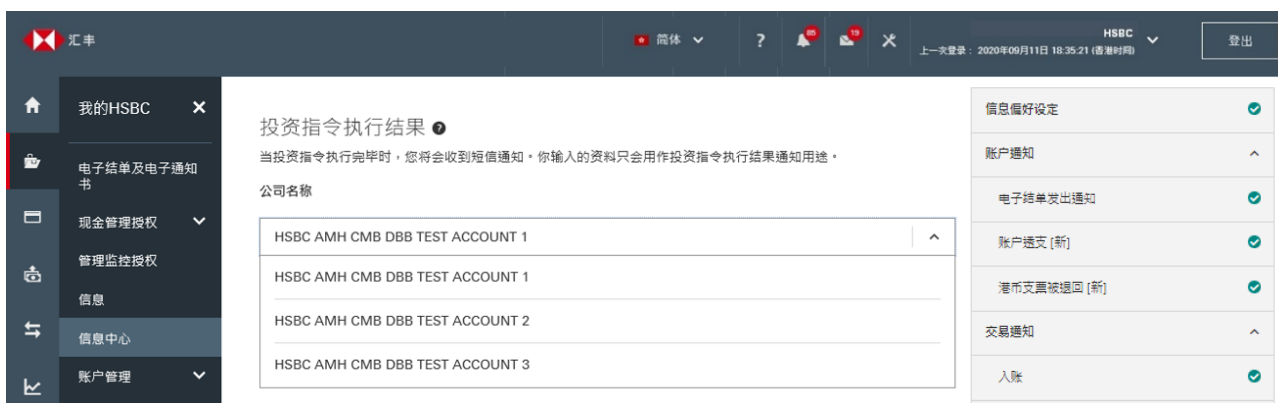 汇丰
简体
?
85
19
HSBC
上一次登录： 2020年09月11日 18:35:21 (香港时间)
登出
我的HSBC
电子结单及电子通知
书
现金管理授权
管理监控授权
信息
信息中心
账户管理
投资指令执行结果
当投资指令执行完毕时，您将会收到短信通知。你输入的资料只会用作投资指令执行结果通知用途。
公司名称
HSBC AMH CMB DBB TEST ACCOUNT 1
HSBC AMH CMB DBB TEST ACCOUNT 1
HSBC AMH CMB DBB TEST ACCOUNT 2
HSBC AMH CMB DBB TEST ACCOUNT 3
信息偏好设定
账户通知
电子结单发出通知
账户透支 [新]
港币支票被退回 [新]
交易通知
入账